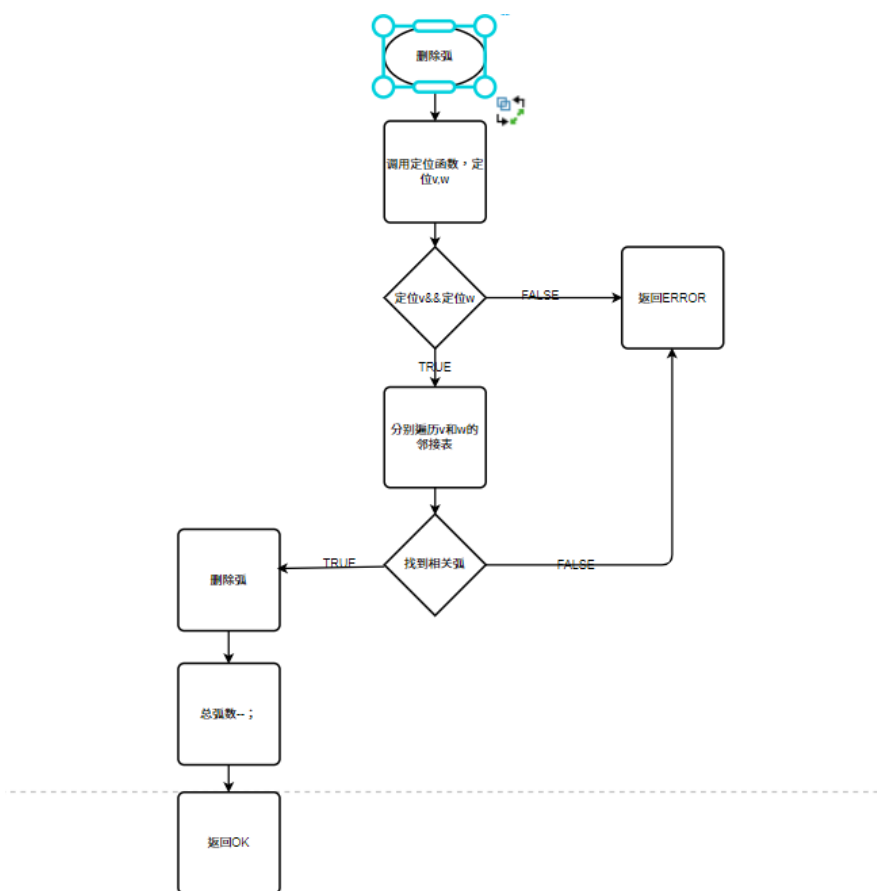 删除弧
调用定位函数，定
位v,w
定位v&&定位w
FALSE
返回ERROR
TRUE
分别遍历v和w的
邻接表
找到相关弧
TRUE
FALSE
删除弧
总弧数--；
返回OK